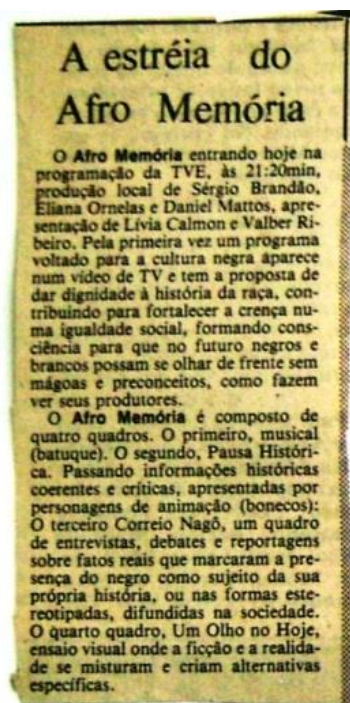 A estréia do
Afro Memória
O Afro Memória entrando hoje na
programação da TVE, às 21:20min,
produção local de Sérgio Brandão,
Eliana Ornelas e Daniel Mattos, apre-
sentação de Lívia Calmon e Valber Ri-
beiro. Pela primeira vez um programa
voltado para a cultura negra aparece
num vídeo de TV e tem a proposta de
dar dignidade à história da raça, con-
tribuindo para fortalecer a crença nu-
ma igualdade social, formando cons-
ciência para que no futuro negros e
brancos possam se olhar de frente sem
mágoas e preconceitos, como fazem
ver seus produtores.
O Afro Memória é composto de
quatro quadros. O primeiro, musical
(batuque). O segundo, Pausa Históri-
ca. Passando informações históricas
coerentes e críticas, apresentadas por
personagens de animação (bonecos):
O terceiro Correio Nagô, um quadro
de entrevistas, debates e reportagens
sobre fatos reais que marcaram a pre-
sença do negro como sujeito da sua
própria história, ou nas formas este-
reotipadas, difundidas na sociedade.
O quarto quadro, Um Olho no Hoje,
ensaio visual onde a ficção e a realida-
de se misturam e criam alternativas
específicas.